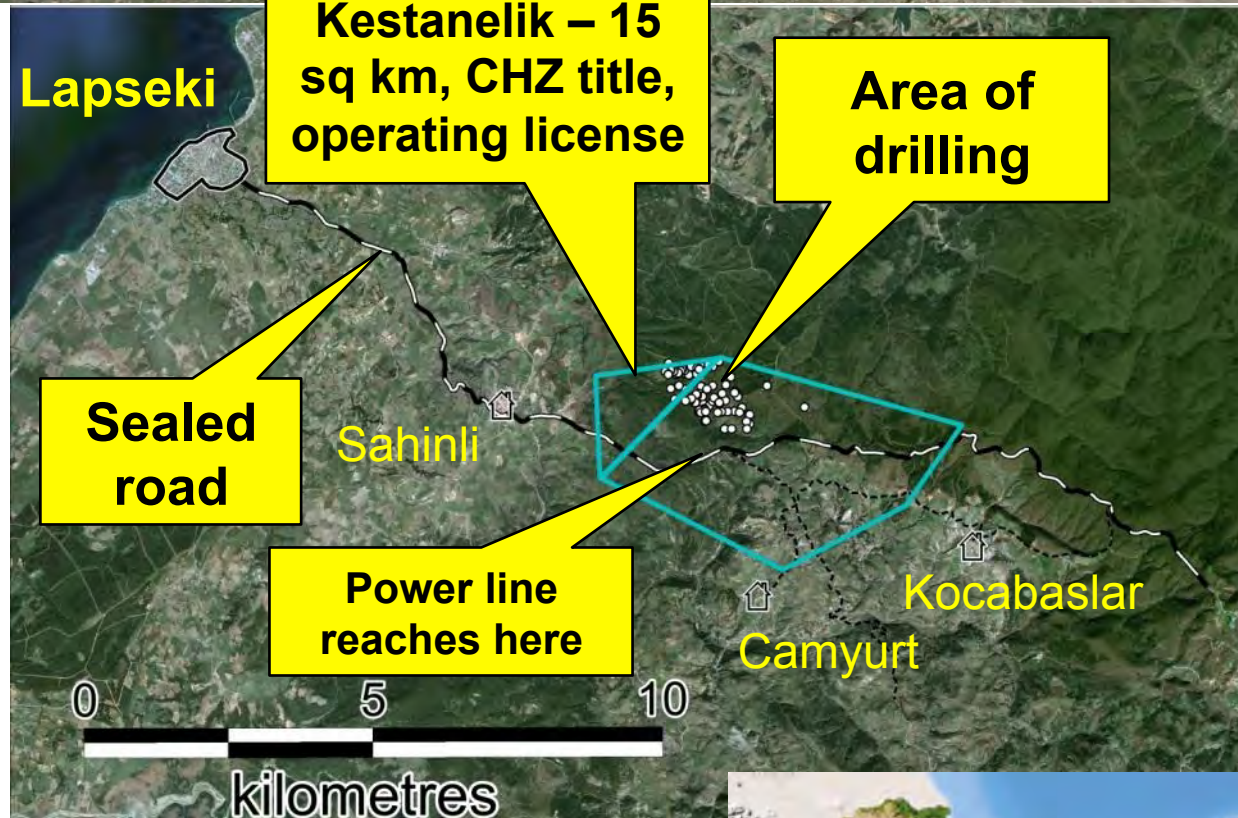 Kestanelik – 15
sq km, CHZ title,
operating license
Area of
drilling
Lapseki
Sealed
road
Sahinli
Power line
reaches here
Kocabaslar
Camyurt
0 5 10
kilometres